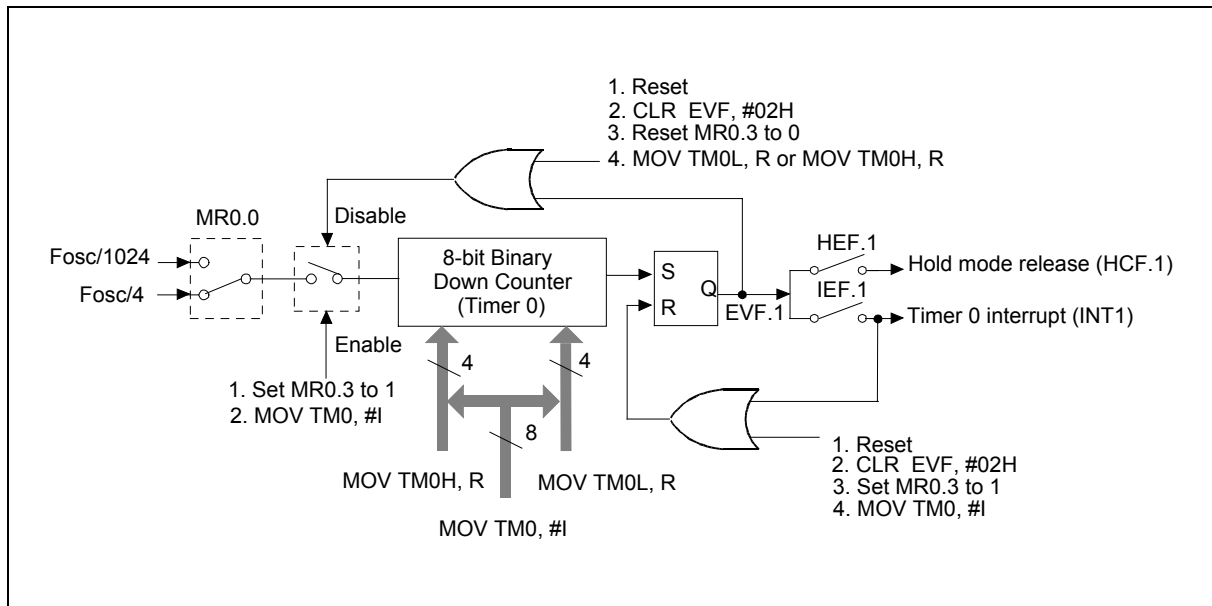 1. Reset
2. CLR EVF, #02H
3. Reset MR0.3 to 0
4. MOV TM0L, R or MOV TM0H, R
MR0.0
Disable
Fosc/1024
Fosc/4
8-bit Binary
Down Counter
(Timer 0)
S
Q
R
EVF.1
HEF.1
Hold mode release (HCF.1)
IEF.1
Timer 0 interrupt (INT1)
Enable
1. Set MR0.3 to 1
2. MOV TM0, #I
4
4
8
MOV TM0H, R
MOV TM0L, R
MOV TM0, #I
1. Reset
2. CLR EVF, #02H
3. Set MR0.3 to 1
4. MOV TM0, #I